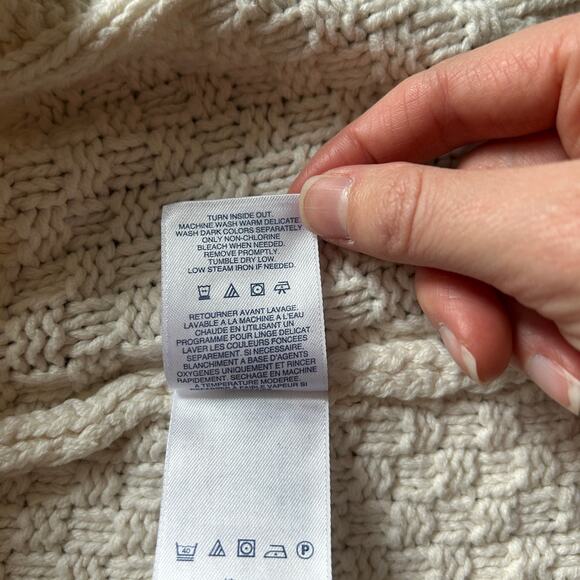 TURN INSIDE OUT.
MACHINE WASH WARM DELICATE.
WASH DARK COLORS SEPARATELY
ONLY NON-CHLORINE
BLEACH WHEN NEEDED.
REMOVE PROMPTLY.
TUMBLE DRY LOW.
LOW STEAM IRON IF NEEDED.
RETOURNER AVANT LAVAGE.
LAVABLE A LA MACHINE A L'EAU
CHAUDE EN UTILISANT UN
PROGRAMME POUR LINGE DELICAT.
LAVER LES COULEURS FONCEES
SEPAREMENT. SI NECESSAIRE,
BLANCHIMENT A BASE D'AGENTS
OXYGENES UNIQUEMENT ET RINCER
RAPIDEMENT. SECHAGE EN MACHINE
A TEMPERATURE MODEREE.
A FAIBLE VAPEUR SI
40 P